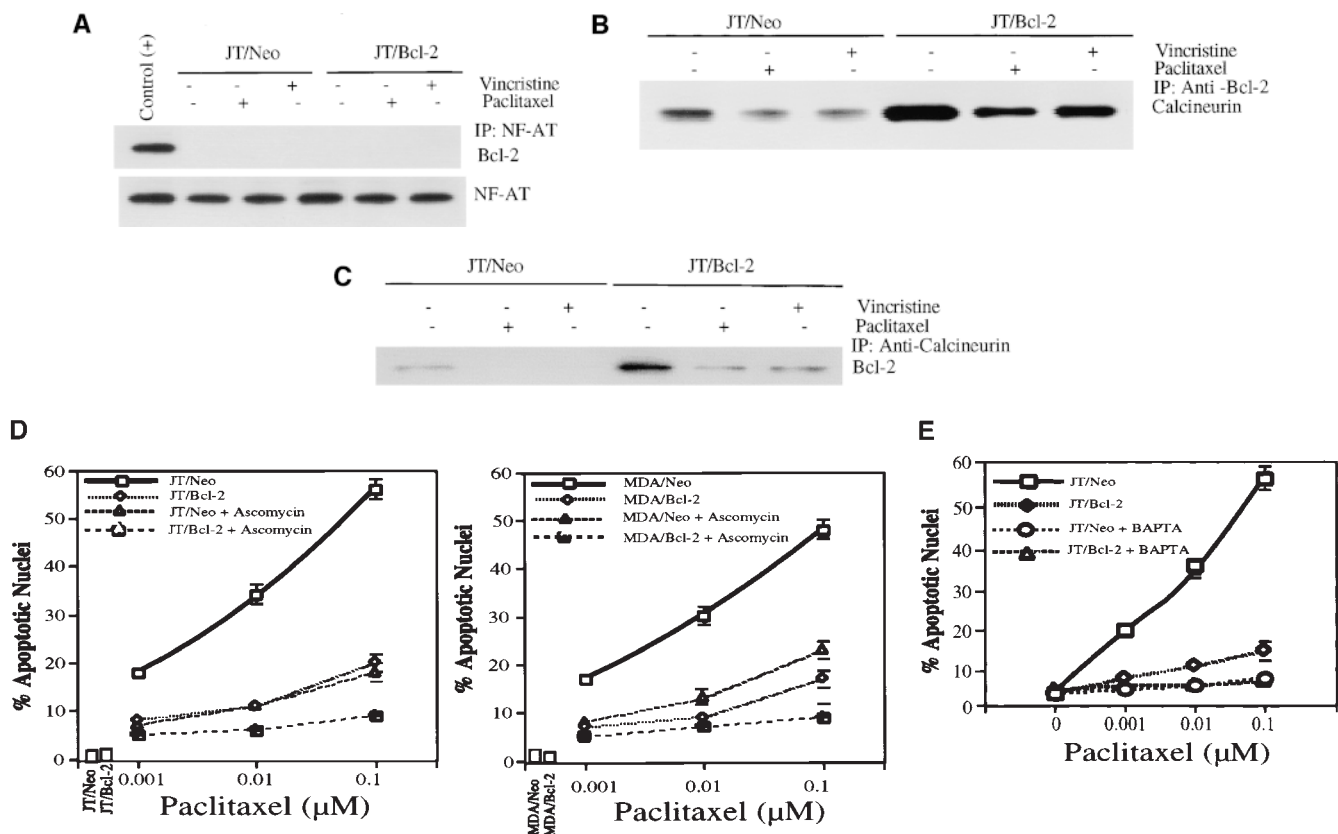 A
Control (+)
JT/Neo
JT/Bcl-2
- - + - - + Vincristine
- + - - + - Paclitaxel
IP: NF-AT
Bcl-2
NF-AT
B
JT/Neo
JT/Bcl-2
- - + - - + Vincristine
- + - - + - Paclitaxel
IP: Anti -Bcl-2
Calcineurin
C
JT/Neo
JT/Bcl-2
- - + - - + Vincristine
- + - - + - Paclitaxel
IP: Anti-Calcineurin
Bcl-2
D
% Apoptotic Nuclei
60
50
40
30
20
10
0
JT/Neo
JT/Bcl-2
JT/Neo + Ascomycin
JT/Bcl-2 + Ascomycin
JT/Neo
JT/Bcl-2
0.001 0.01 0.1
Paclitaxel (μM)
% Apoptotic Nuclei
60
50
40
30
20
10
0
MDA/Neo
MDA/Bcl-2
MDA/Neo + Ascomycin
MDA/Bcl-2 + Ascomycin
MDA/Neo
MDA/Bcl-2
0.001 0.01 0.1
Paclitaxel (μM)
E
% Apoptotic Nuclei
60
50
40
30
20
10
0
JT/Neo
JT/Bcl-2
JT/Neo + BAPTA
JT/Bcl-2 + BAPTA
0 0.001 0.01 0.1
Paclitaxel (μM)